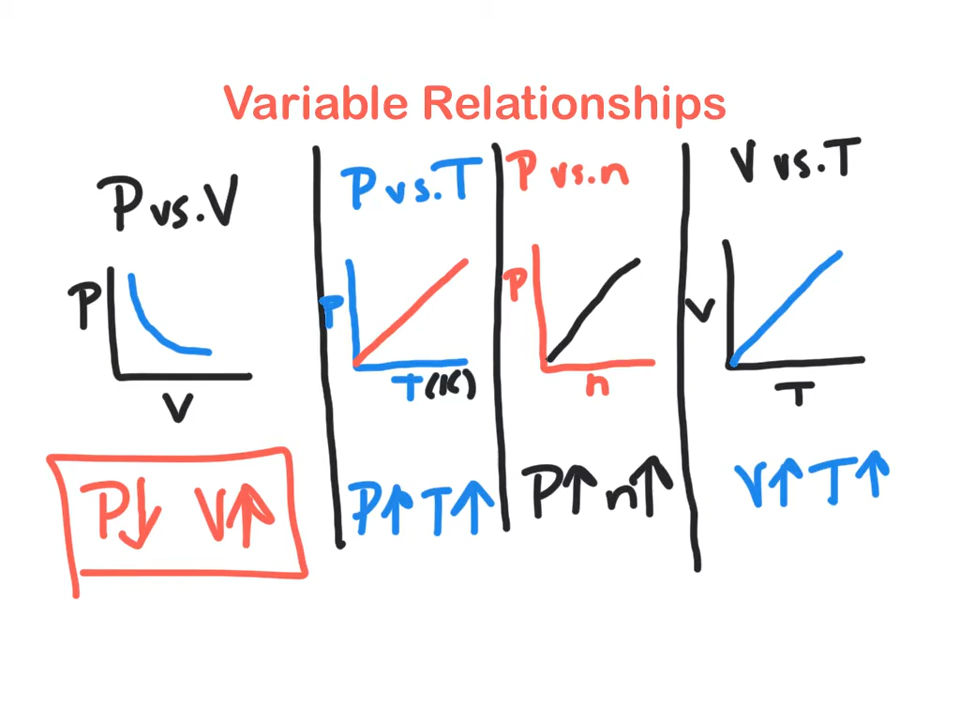 Variable Relationships
P vs. V
P
V
P↓ V↑
P vs. T
P
T (K)
P↑ T↑
P vs. n
P
n
P↑ n↑
V vs. T
V
T
V↑ T↑